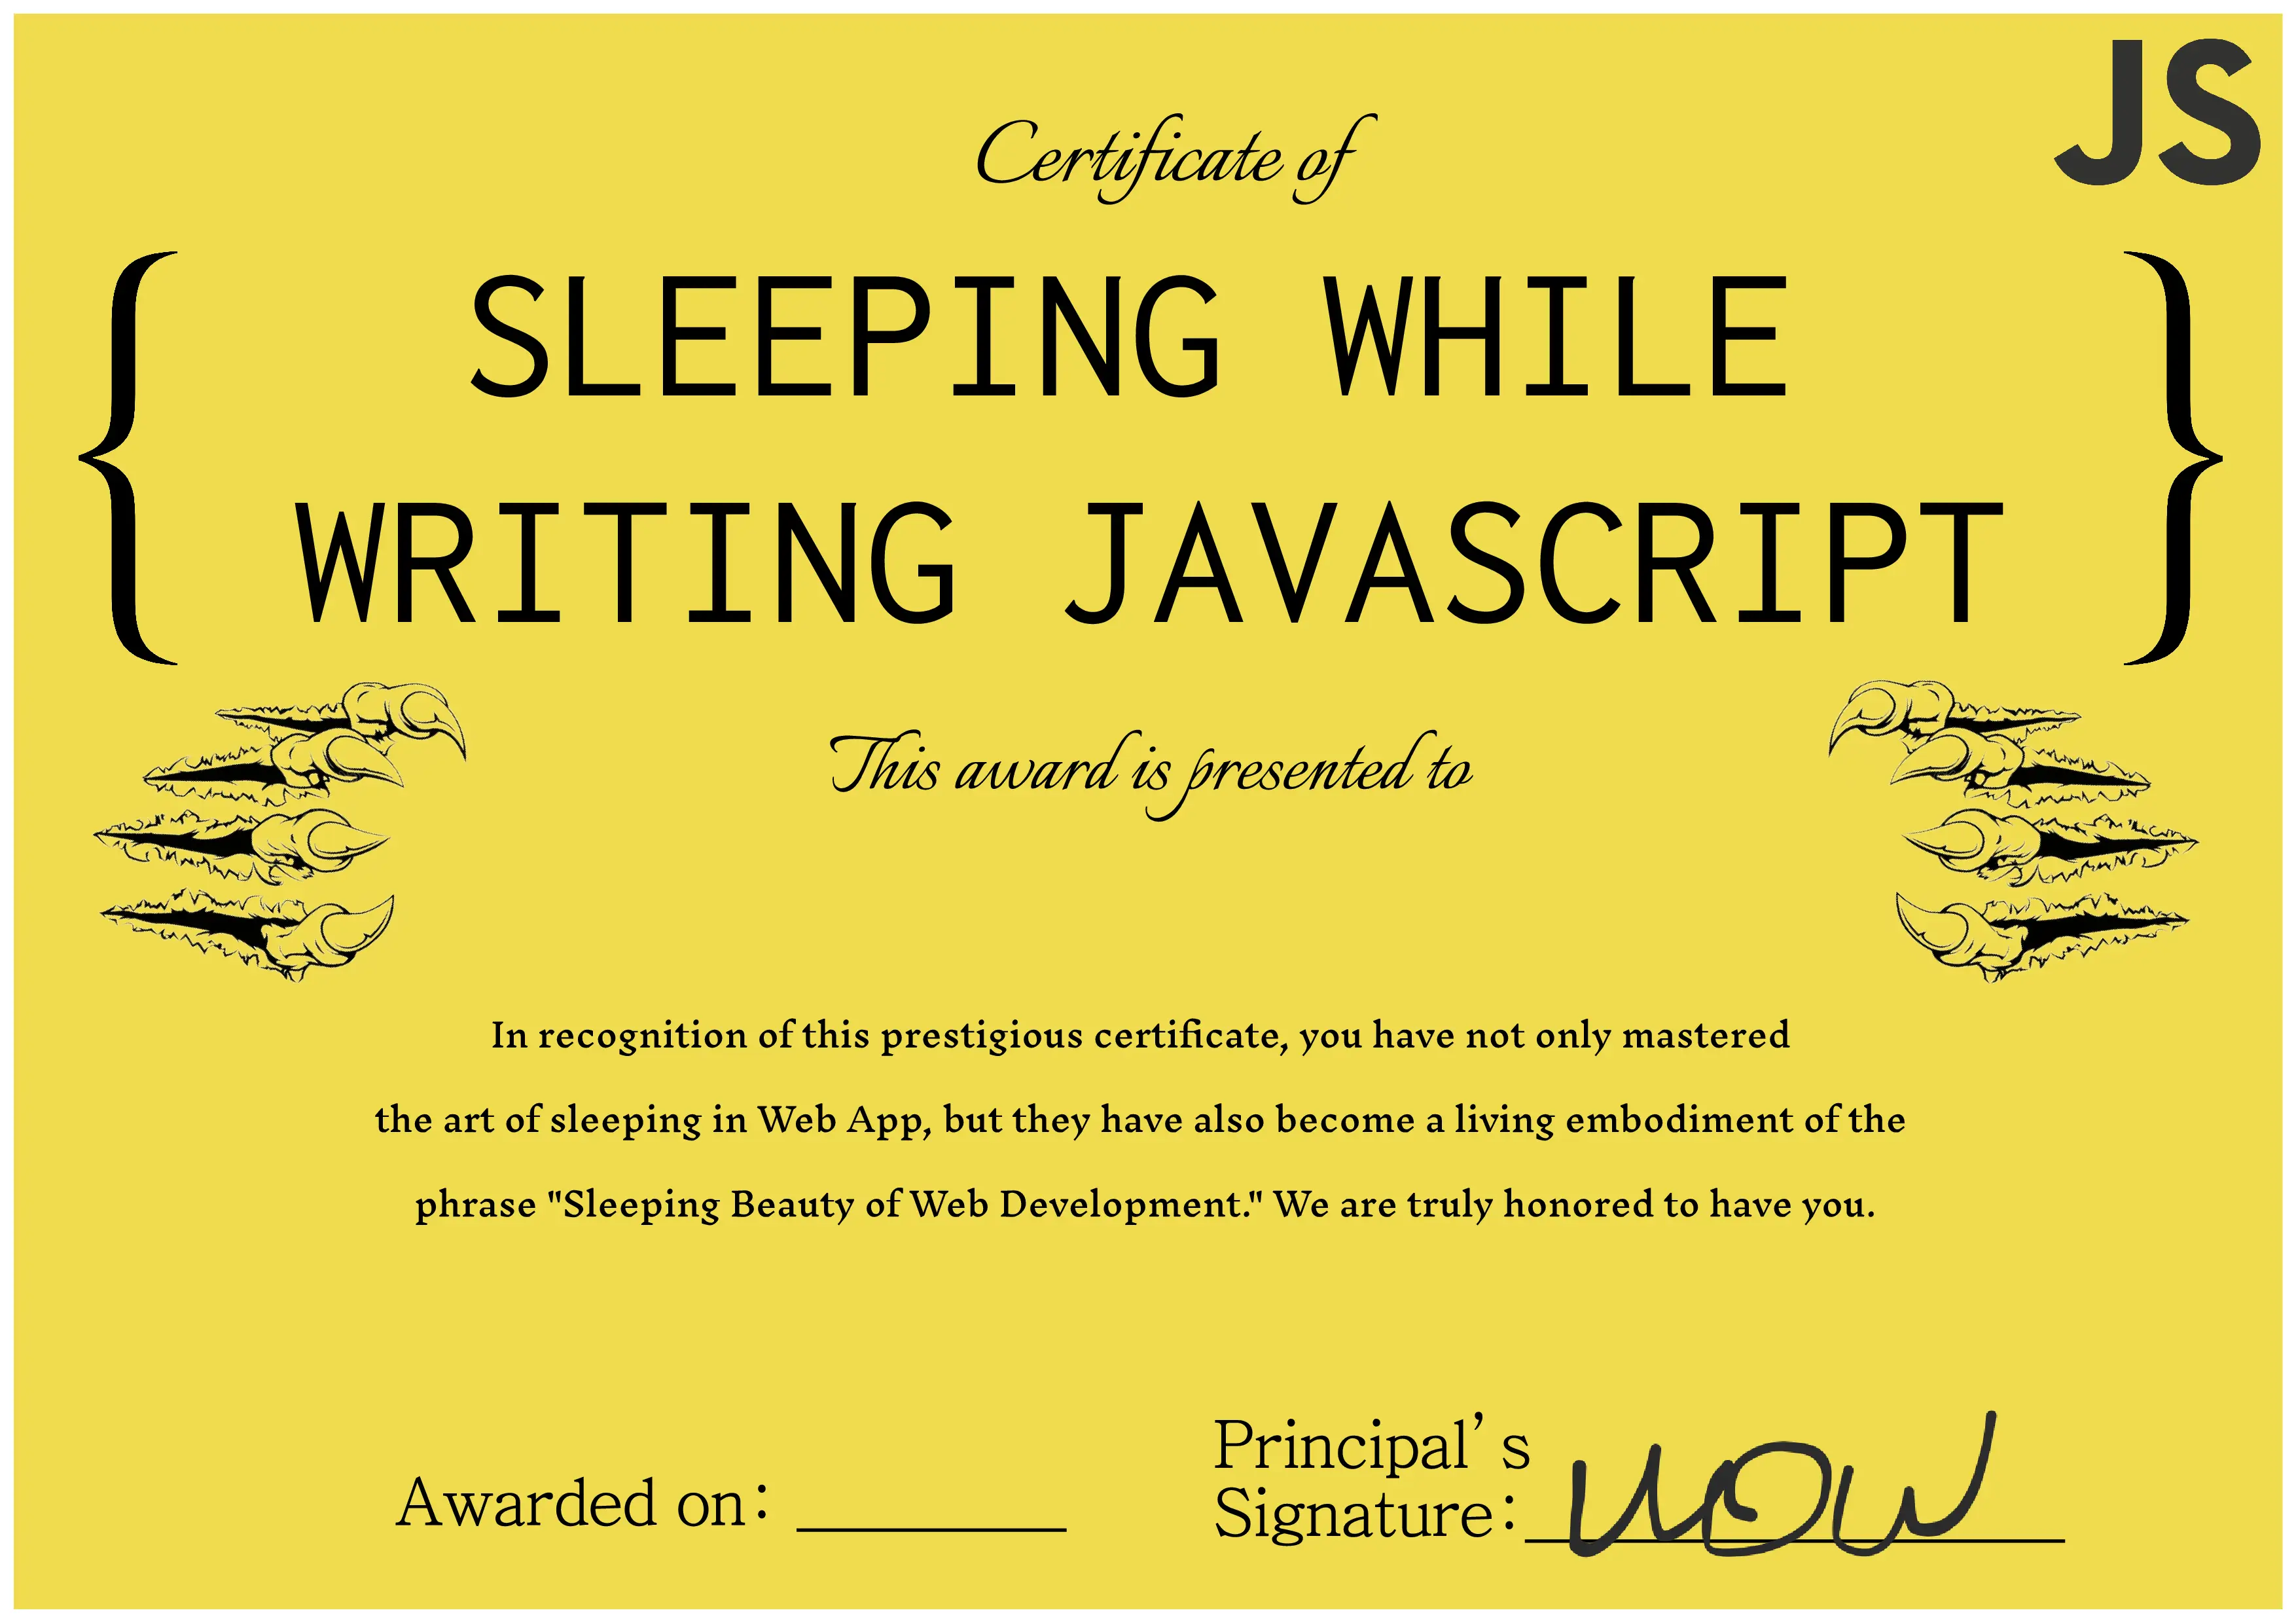 JS
Certificate of
{ SLEEPING WHILE
WRITING JAVASCRIPT }
This award is presented to
In recognition of this prestigious certificate, you have not only mastered
the art of sleeping in Web App, but they have also become a living embodiment of the
phrase "Sleeping Beauty of Web Development." We are truly honored to have you.
Awarded on:
Principal's
Signature: wow